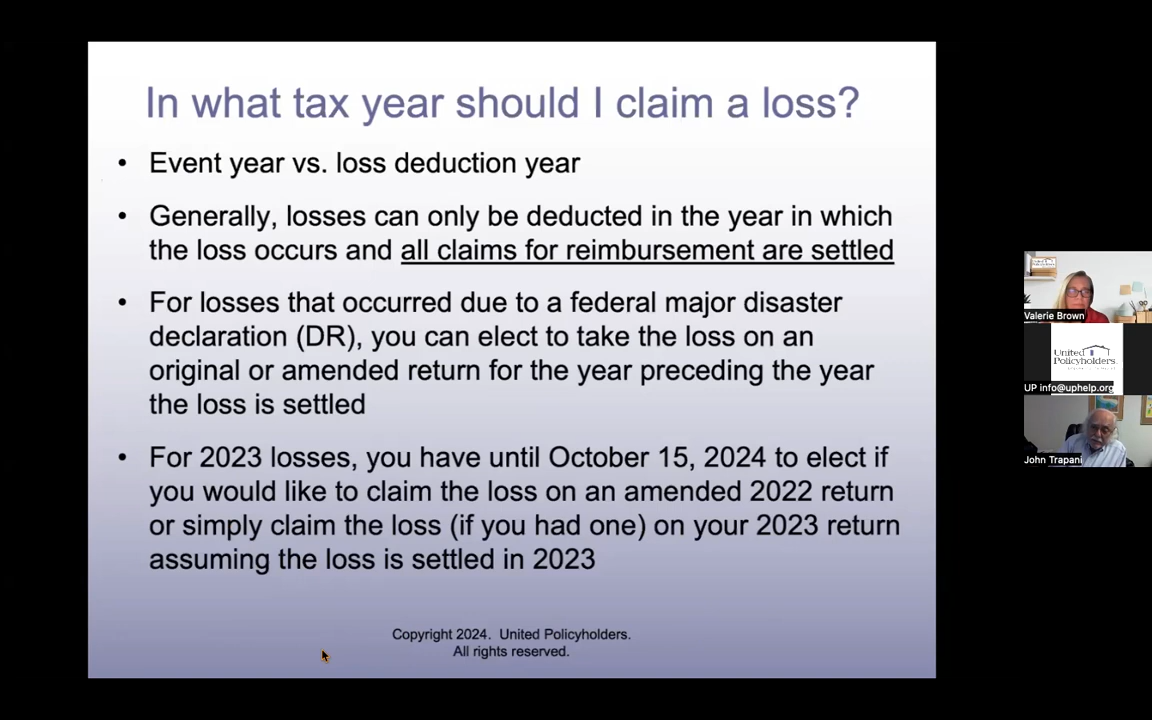 In what tax year should I claim a loss?
• Event year vs. loss deduction year
• Generally, losses can only be deducted in the year in which
the loss occurs and all claims for reimbursement are settled
• For losses that occurred due to a federal major disaster
declaration (DR), you can elect to take the loss on an
original or amended return for the year preceding the year
the loss is settled
• For 2023 losses, you have until October 15, 2024 to elect if
you would like to claim the loss on an amended 2022 return
or simply claim the loss (if you had one) on your 2023 return
assuming the loss is settled in 2023
Copyright 2024. United Policyholders.
All rights reserved.
Valerie Brown
United
Policyholders
UP info@uphelp.org
John Trapani